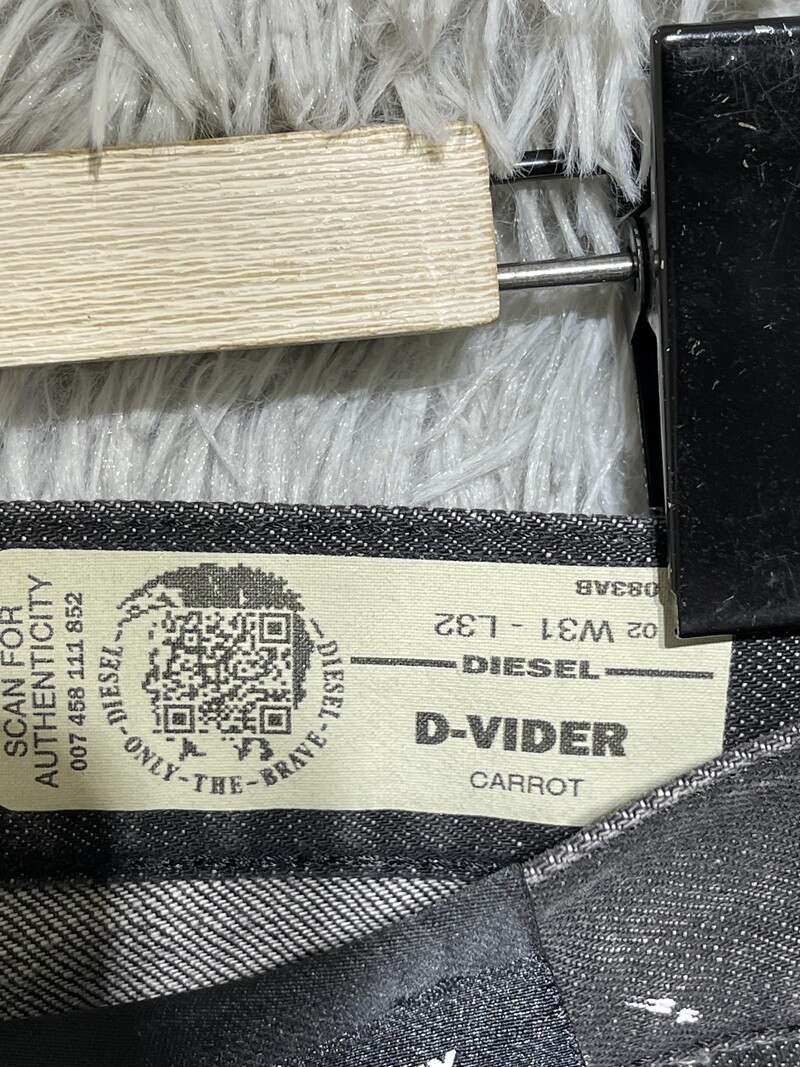 SCAN FOR
AUTHENTICITY
007 458 111 852
DIESEL-ONLY-THE-BRAVE-DIESEL
083AB
02 W31 - L32
DIESEL
D-VIDER
CARROT